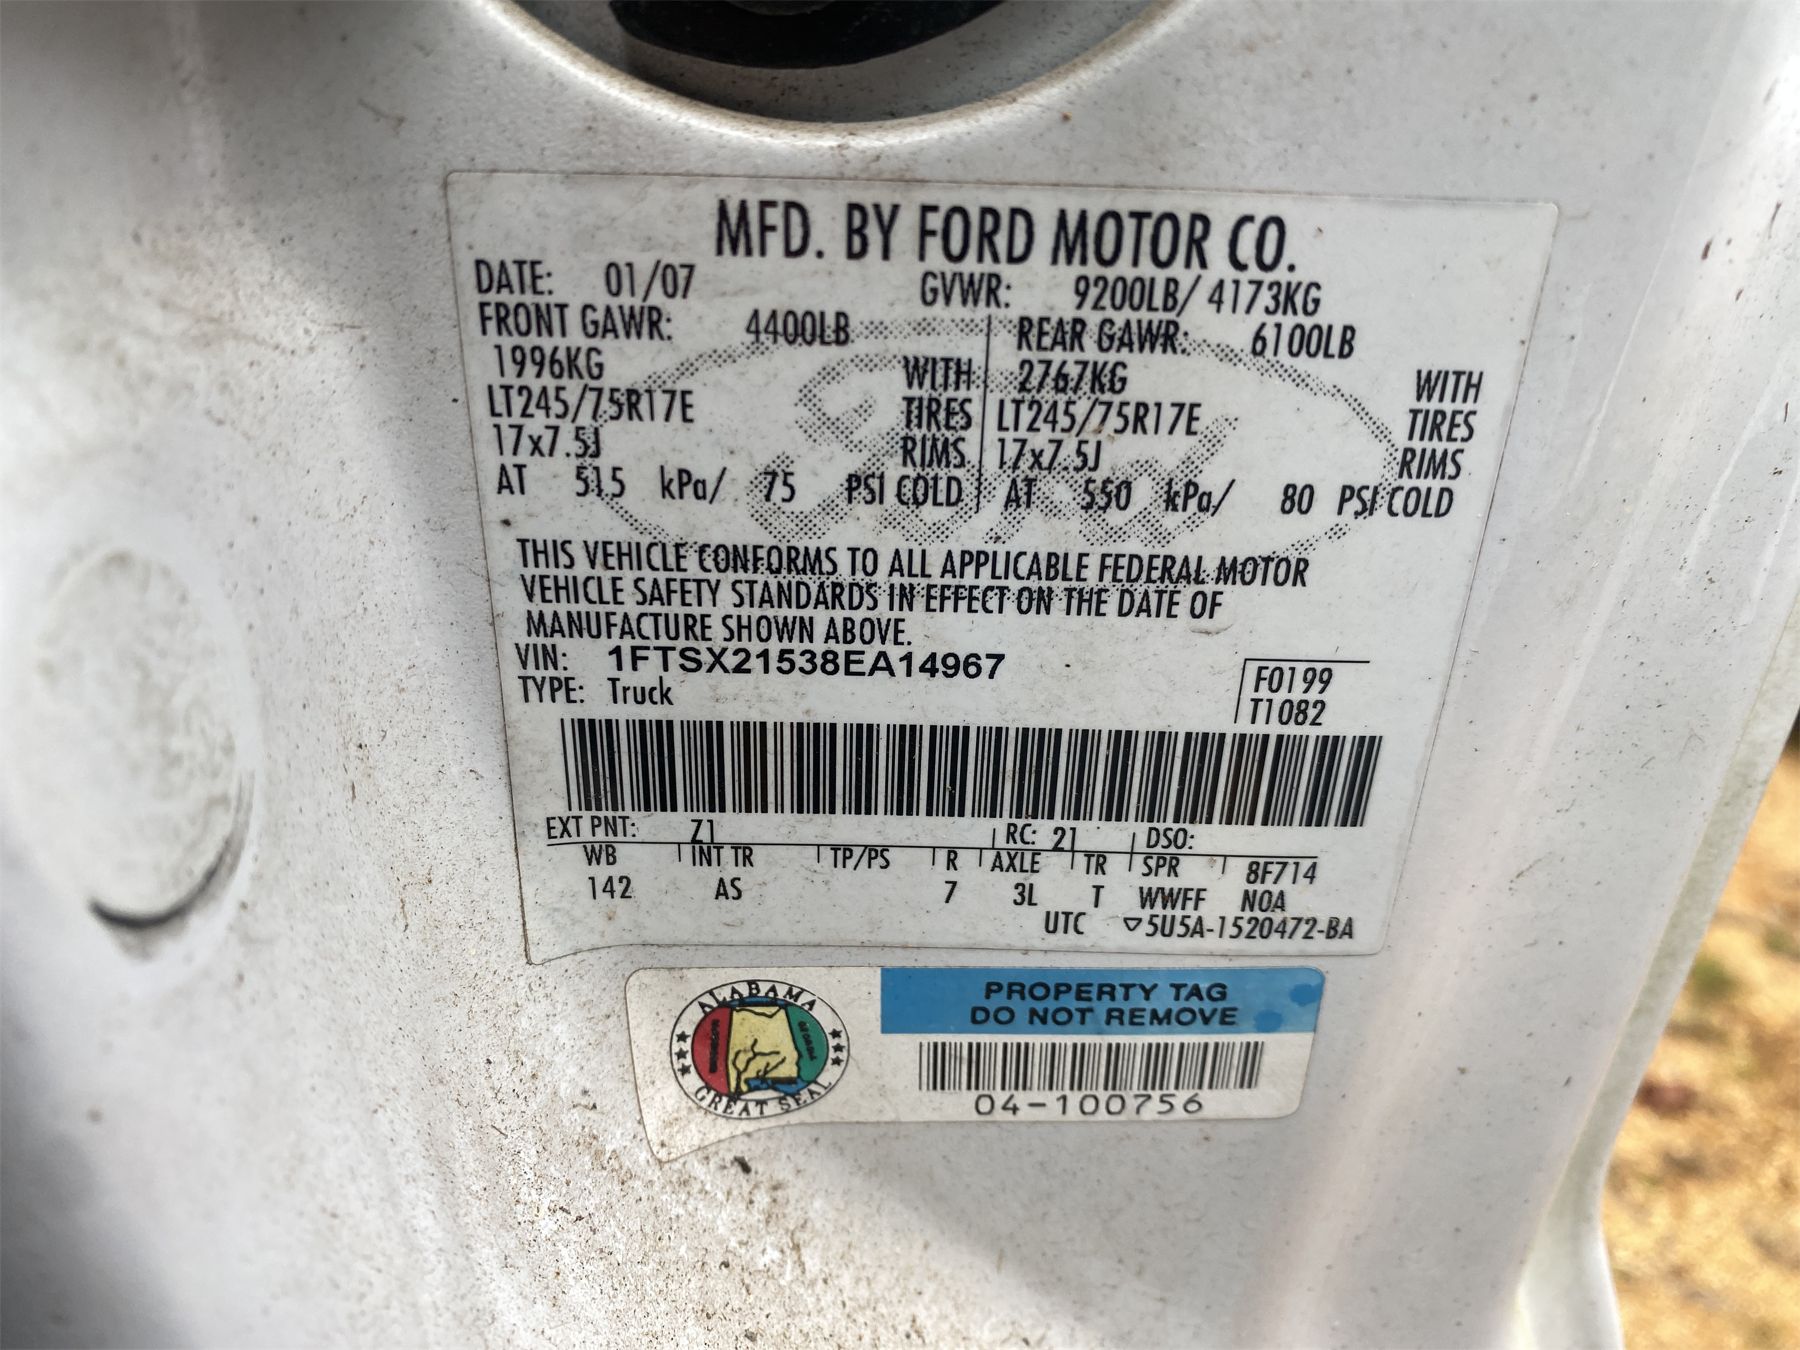 MFD. BY FORD MOTOR CO.
DATE: 01/07 GVWR: 9200LB/ 4173KG
FRONT GAWR: 4400LB REAR GAWR: 6100LB
1996KG WITH 2767KG WITH
LT245/75R17E TIRES LT245/75R17E TIRES
17x7.5J RIMS 17x7.5J RIMS
AT 515 kPa/ 75 PSI COLD AT 550 kPa/ 80 PSI COLD
THIS VEHICLE CONFORMS TO ALL APPLICABLE FEDERAL MOTOR
VEHICLE SAFETY STANDARDS IN EFFECT ON THE DATE OF
MANUFACTURE SHOWN ABOVE.
VIN: 1FTSX21538EA14967
TYPE: Truck
F0199
T1082
EXT PNT: Z1 RC: 21 DSO:
WB INT TR TP/PS R AXLE TR SPR 8F714
142 AS 7 3L T WWFF NOA
UTC ▽5U5A-1520472-BA
ALABAMA
GREAT SEAL
PROPERTY TAG
DO NOT REMOVE
04-100756